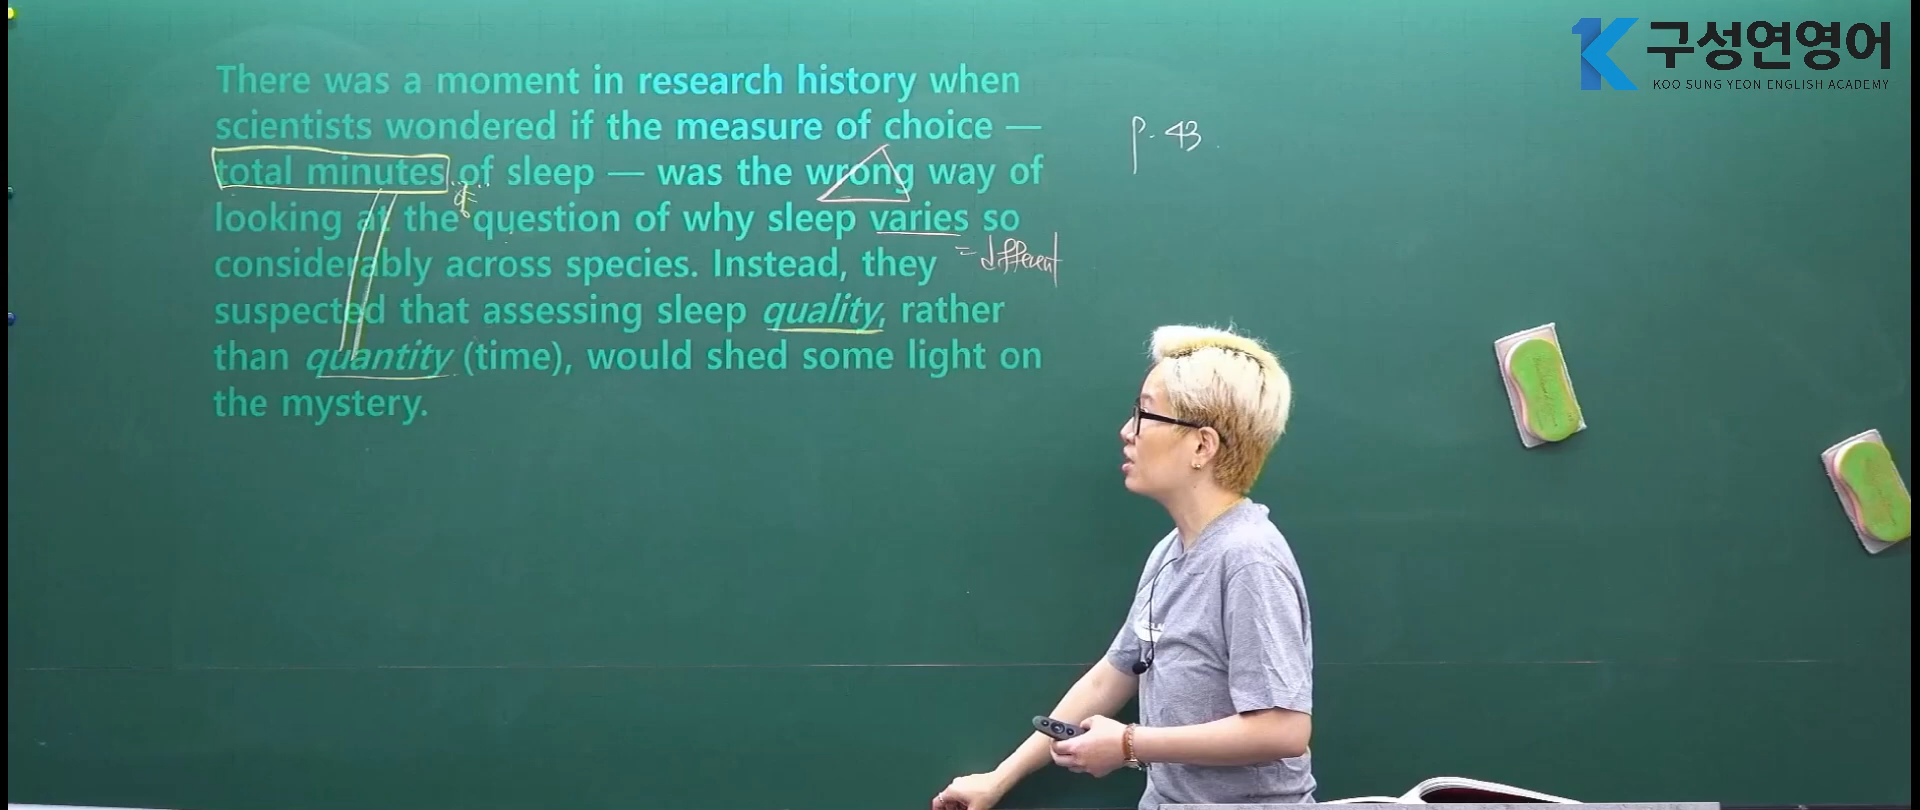 구성연영어
KOO SUNG YEON ENGLISH ACADEMY
There was a moment in research history when
scientists wondered if the measure of choice —
total minutes of sleep — was the wrong way of
looking at the question of why sleep varies so
considerably across species. Instead, they
suspected that assessing sleep quality, rather
than quantity (time), would shed some light on
the mystery.
= different
p. 43